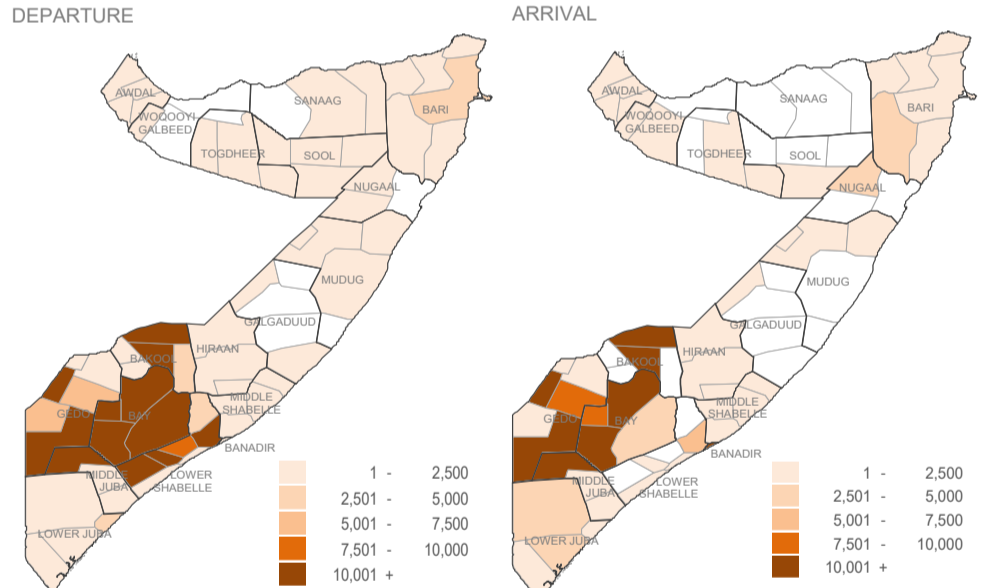 DEPARTURE
AWDAL
WOQOOYI
GALBEED
TOGDHEER
SANAAG
SOOL
BARI
NUGAAL
MUDUG
GALGADUUD
HIRAAN
BAKOOL
GEDO
BAY
MIDDLE
SHABELLE
BANADIR
LOWER
SHABELLE
MIDDLE
JUBA
LOWER JUBA
1 - 2,500
2,501 - 5,000
5,001 - 7,500
7,501 - 10,000
10,001 +
ARRIVAL
AWDAL
WOQOOYI
GALBEED
TOGDHEER
SANAAG
SOOL
BARI
NUGAAL
MUDUG
GALGADUUD
HIRAAN
BAKOOL
GEDO
BAY
MIDDLE
SHABELLE
BANADIR
LOWER
SHABELLE
MIDDLE
JUBA
LOWER JUBA
1 - 2,500
2,501 - 5,000
5,001 - 7,500
7,501 - 10,000
10,001 +